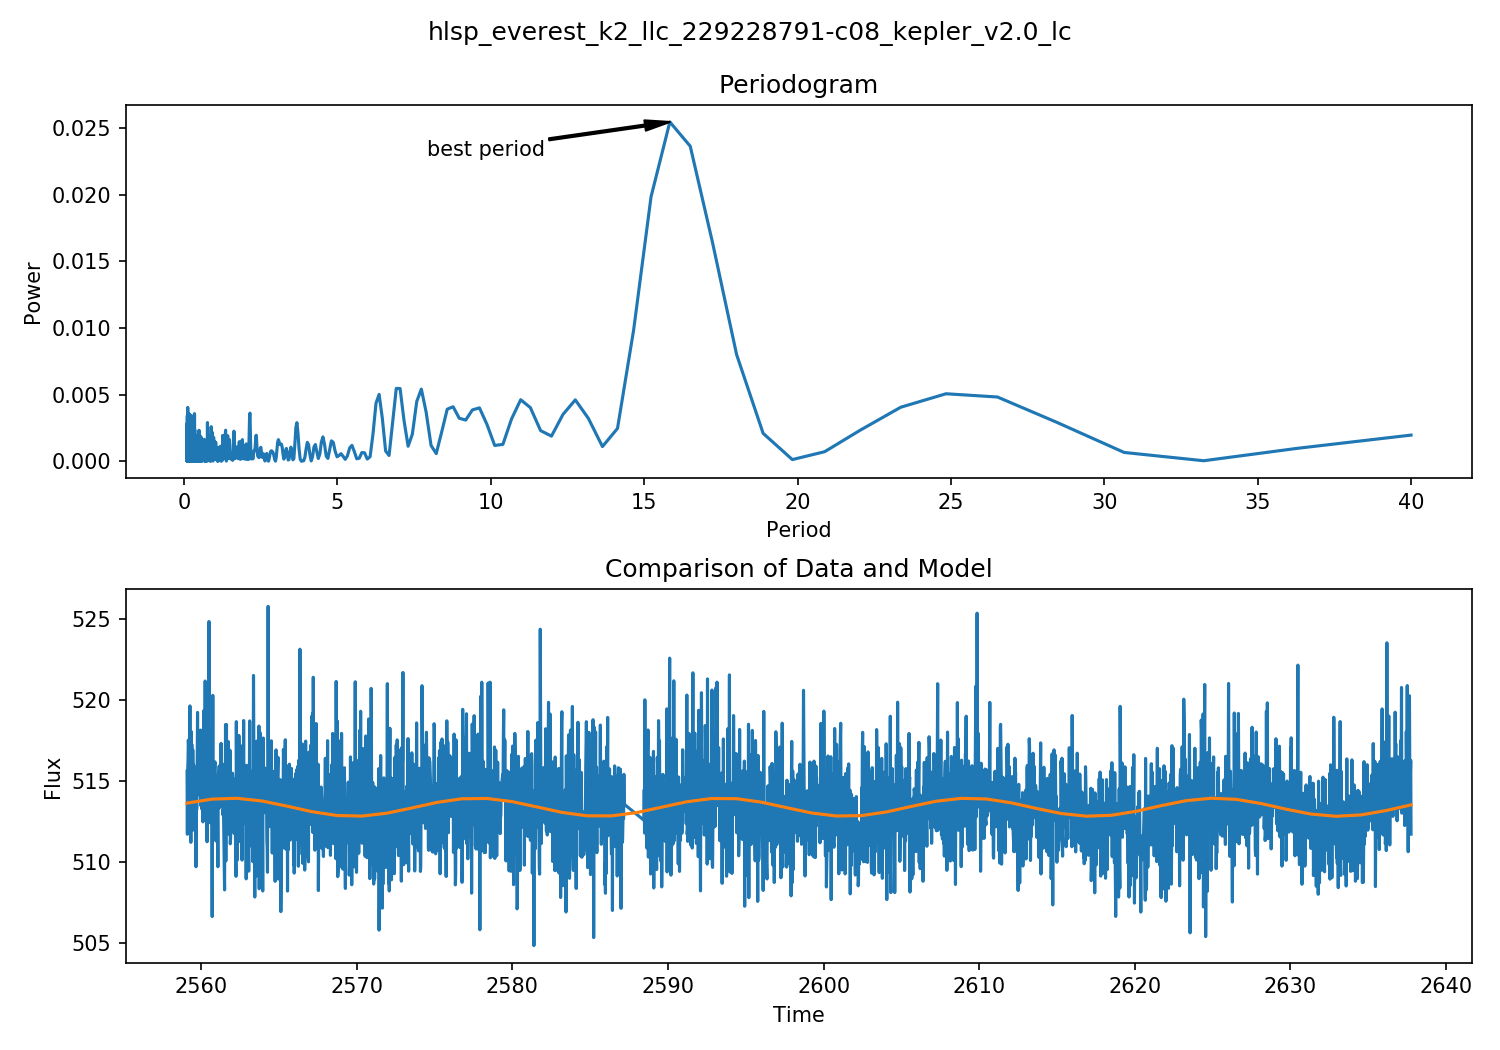 hlsp_everest_k2_llc_229228791-c08_kepler_v2.0_lc
Periodogram
0.025
0.020
0.015
0.010
0.005
0.000
Power
best period
0 5 10 15 20 25 30 35 40
Period
Comparison of Data and Model
525
520
515
510
505
Flux
2560 2570 2580 2590 2600 2610 2620 2630 2640
Time